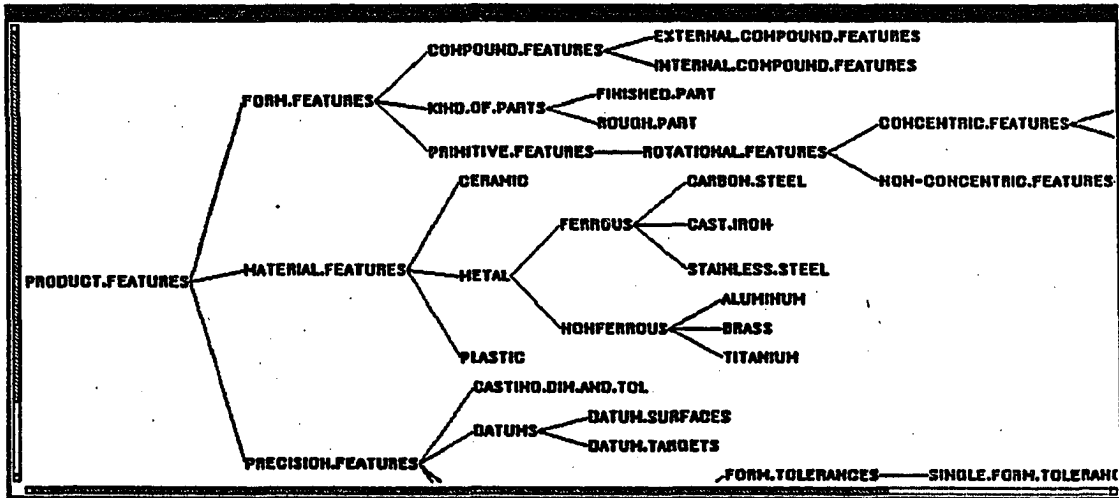 EXTERNAL.COMPOUND.FEATURES
COMPOUND.FEATURES
INTERNAL.COMPOUND.FEATURES
FINISHED.PART
FORM.FEATURES
KIND.OF.PARTS
ROUGH.PART
CONCENTRIC.FEATURES
PRIMITIVE.FEATURES
ROTATIONAL.FEATURES
NON-CONCENTRIC.FEATURES
CERAMIC
CARBON.STEEL
FERROUS
CAST.IRON
MATERIAL.FEATURES
METAL
STAINLESS.STEEL
PRODUCT.FEATURES
ALUMINUM
NONFERROUS
BRASS
PLASTIC
TITANIUM
CASTING.DIM.AND.TOL
DATUM.SURFACES
DATUMS
DATUM.TARGETS
PRECISION.FEATURES
FORM.TOLERANCES
SINGLE.FORM.TOLERANC